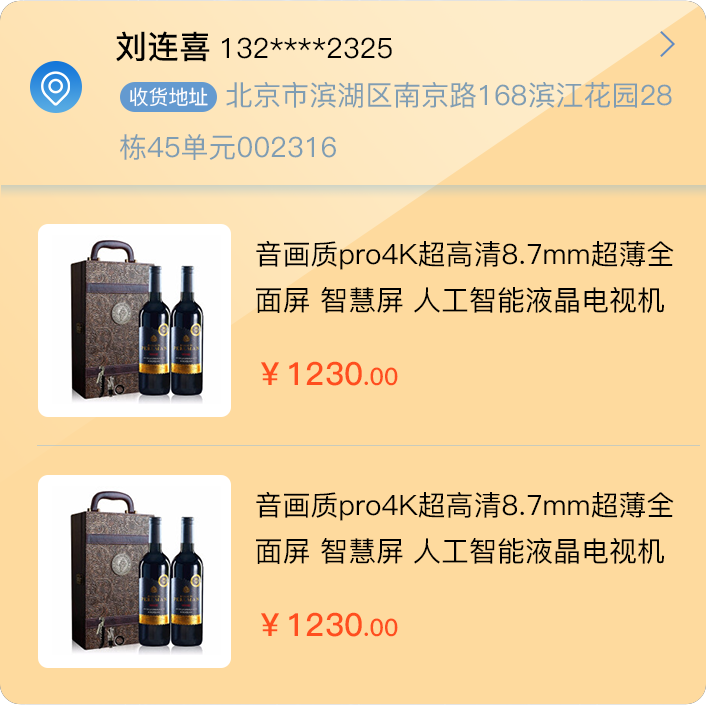 刘连喜 132****2325
收货地址 北京市滨湖区南京路168滨江花园28
栋45单元002316
音画质pro4K超高清8.7mm超薄全
面屏 智慧屏 人工智能液晶电视机
￥1230.00
音画质pro4K超高清8.7mm超薄全
面屏 智慧屏 人工智能液晶电视机
￥1230.00